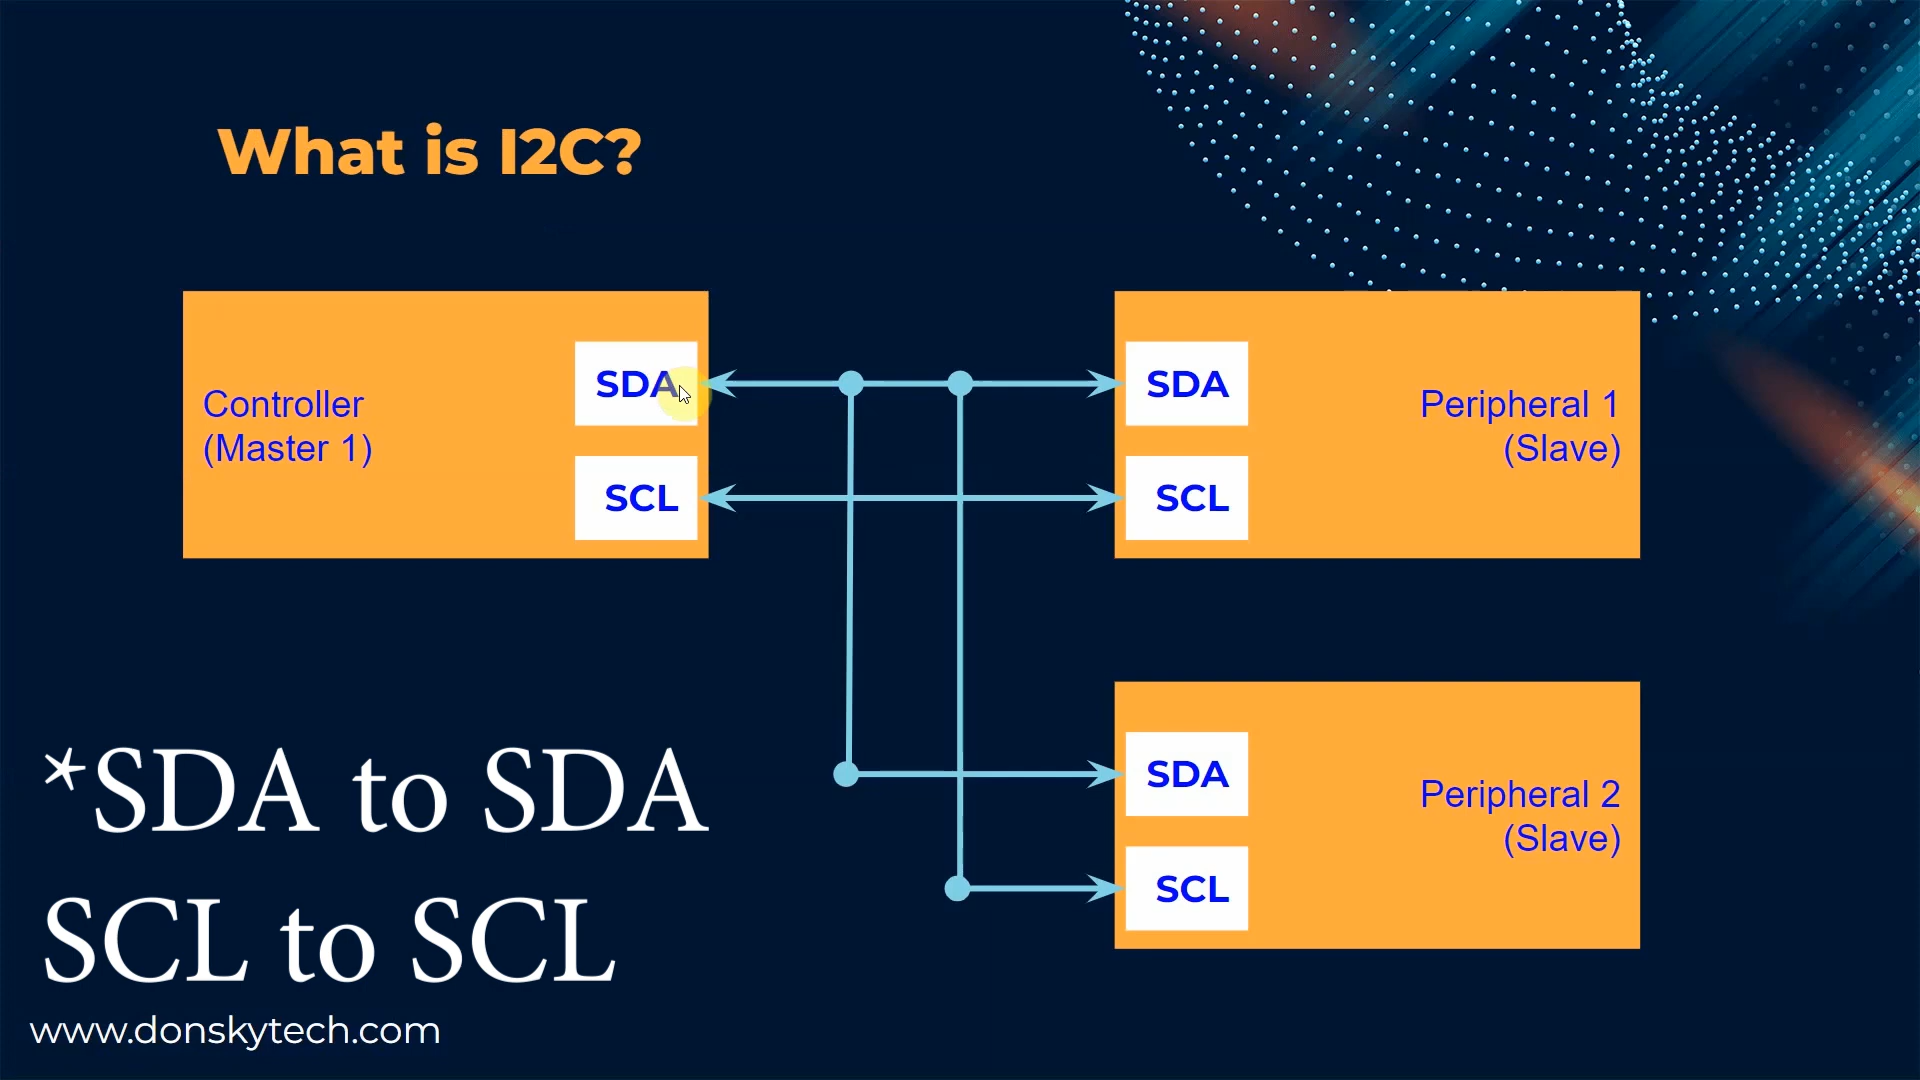 What is I2C?
Controller
(Master 1)
SDA
SCL
SDA
SCL
Peripheral 1
(Slave)
SDA
SCL
Peripheral 2
(Slave)
*SDA to SDA
SCL to SCL
www.donskytech.com